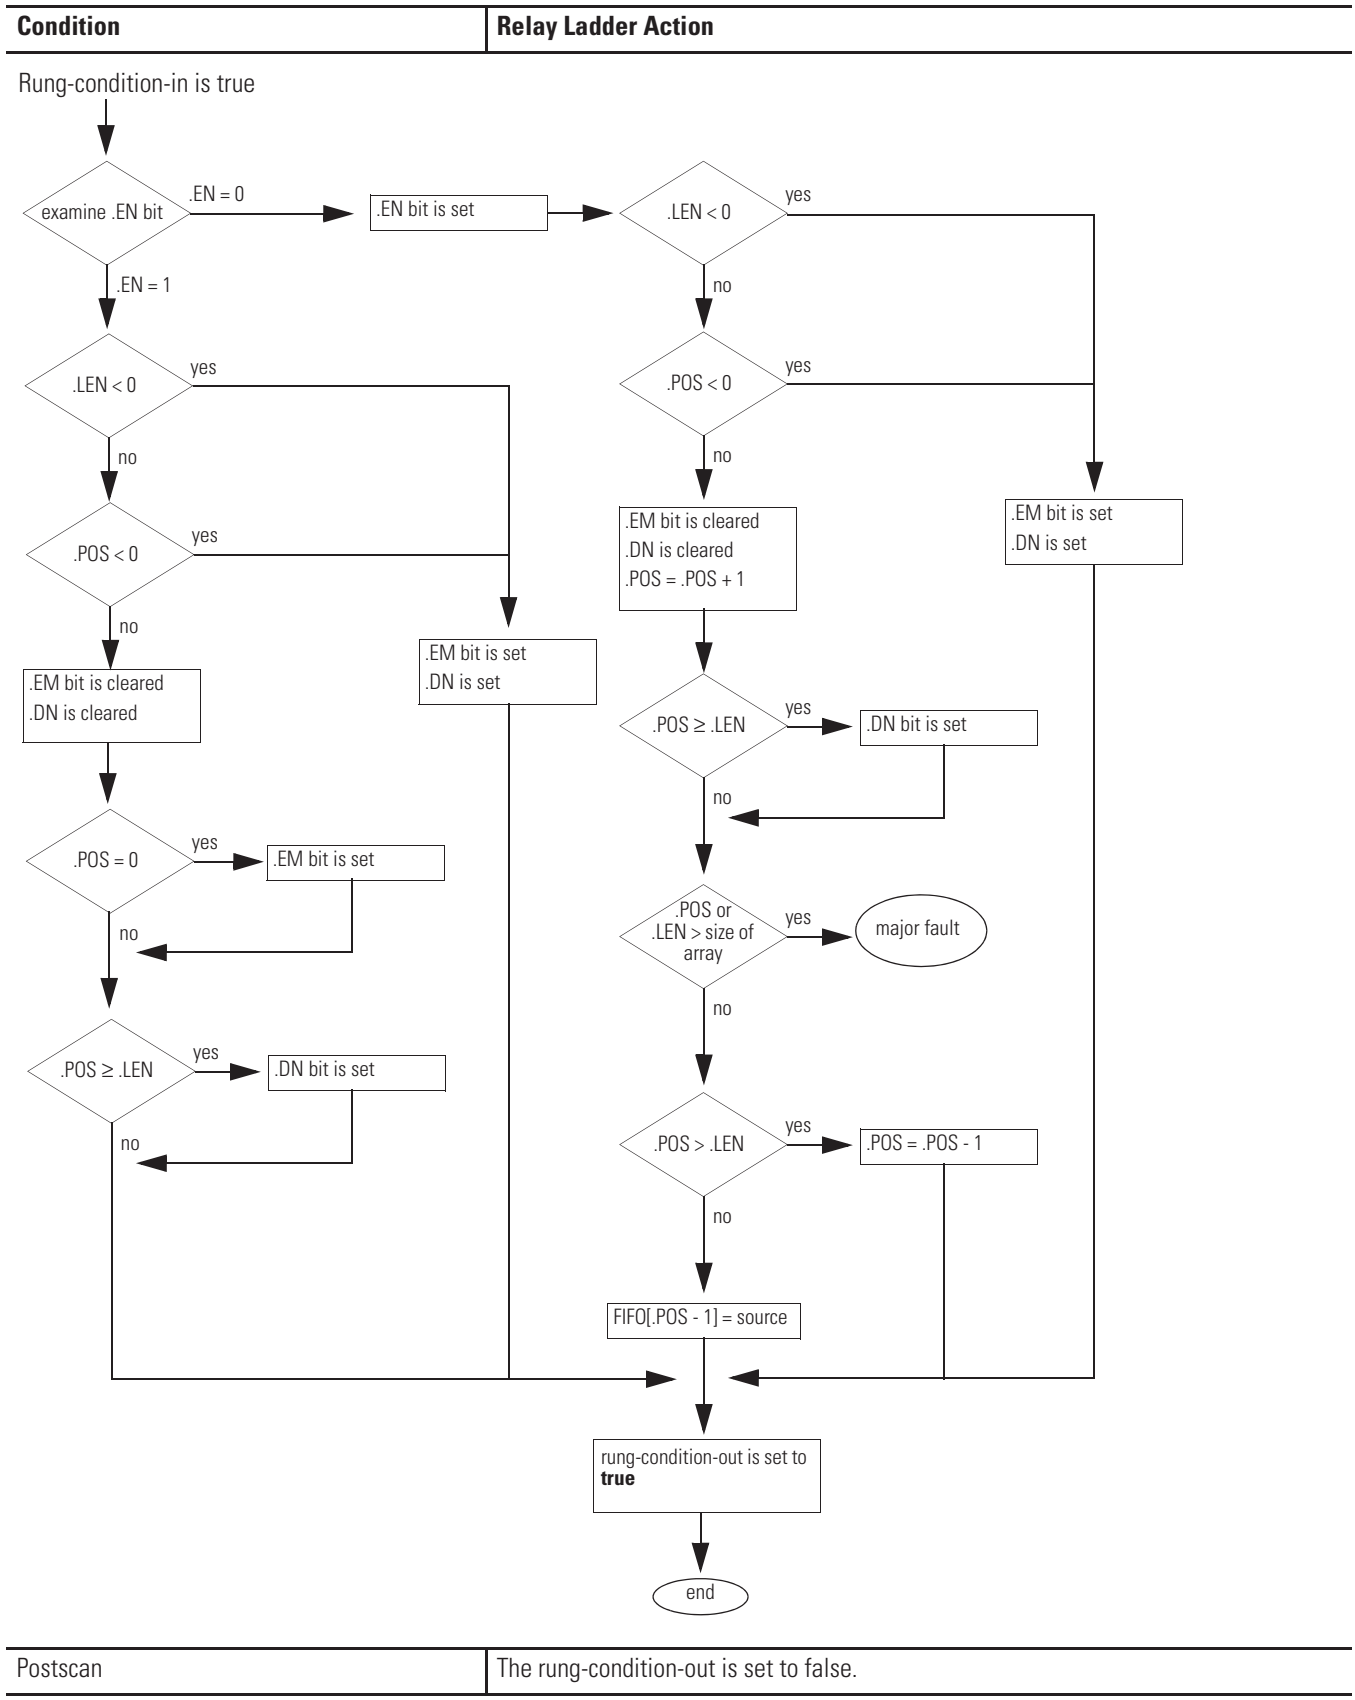 Condition
Relay Ladder Action
Rung-condition-in is true
examine .EN bit
.EN = 0
.EN bit is set
.LEN < 0
yes
no
.EN = 1
.LEN < 0
yes
no
.POS < 0
yes
no
.POS < 0
yes
no
.EM bit is cleared
.DN is cleared
.POS = .POS + 1
.EM bit is set
.DN is set
.EM bit is set
.DN is set
.EM bit is cleared
.DN is cleared
.POS ≥ .LEN
yes
.DN bit is set
no
.POS = 0
yes
.EM bit is set
no
.POS or
.LEN > size of
array
yes
major fault
no
.POS ≥ .LEN
yes
.DN bit is set
no
.POS > .LEN
yes
.POS = .POS - 1
no
FIFO[.POS - 1] = source
rung-condition-out is set to
true
end
Postscan
The rung-condition-out is set to false.